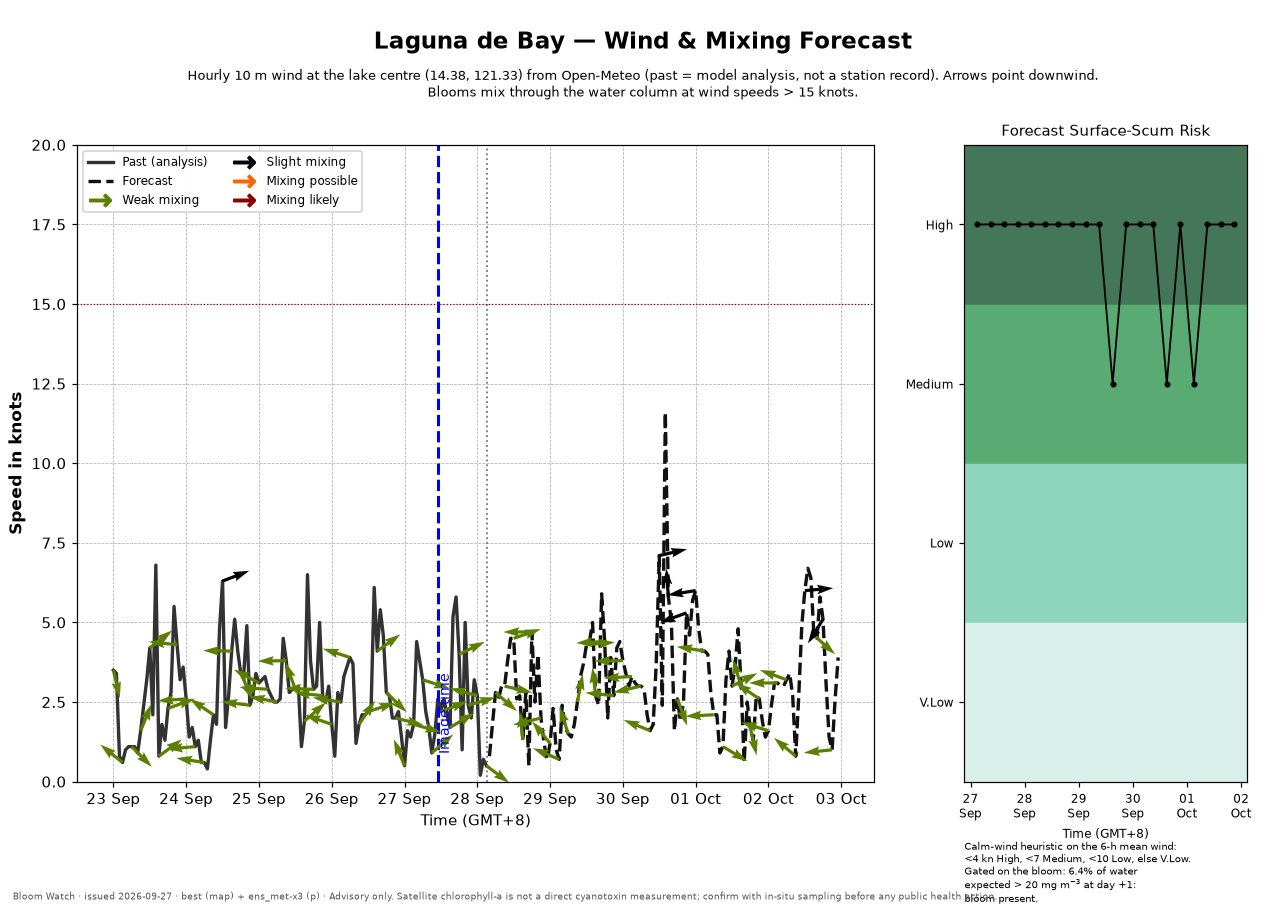 Laguna de Bay — Wind & Mixing Forecast
Hourly 10 m wind at the lake centre (14.38, 121.33) from Open-Meteo (past = model analysis, not a station record). Arrows point downwind.
Blooms mix through the water column at wind speeds > 15 knots.
Forecast Surface-Scum Risk
Past (analysis)
Forecast
Weak mixing
Slight mixing
Mixing possible
Mixing likely
20.0
17.5
15.0
12.5
10.0
7.5
5.0
2.5
0.0
Speed in knots
Image time
23 Sep
24 Sep
25 Sep
26 Sep
27 Sep
28 Sep
29 Sep
30 Sep
01 Oct
02 Oct
03 Oct
Time (GMT+8)
High
Medium
Low
V.Low
27 Sep
28 Sep
29 Sep
30 Sep
01 Oct
02 Oct
Time (GMT+8)
Calm-wind heuristic on the 6-h mean wind:
<4 kn High, <7 Medium, <10 Low, else V.Low.
Gated on the bloom: 6.4% of water
expected > 20 mg m⁻³ at day +1:
bloom present.
Bloom Watch · issued 2026-09-27 · best (map) + ens_met-x3 (p) · Advisory only. Satellite chlorophyll-a is not a direct cyanotoxin measurement; confirm with in-situ sampling before any public health action.